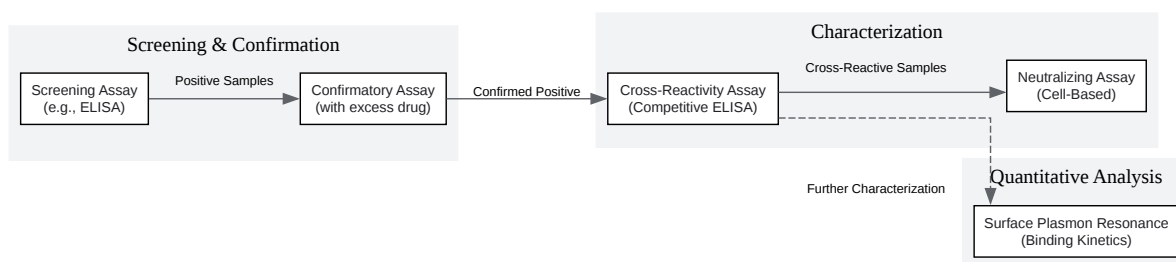 Screening & Confirmation
Screening Assay
(e.g., ELISA)
Positive Samples
Confirmatory Assay
(with excess drug)
Confirmed Positive
Characterization
Cross-Reactivity Assay
(Competitive ELISA)
Cross-Reactive Samples
Neutralizing Assay
(Cell-Based)
Further Characterization
Quantitative Analysis
Surface Plasmon Resonance
(Binding Kinetics)